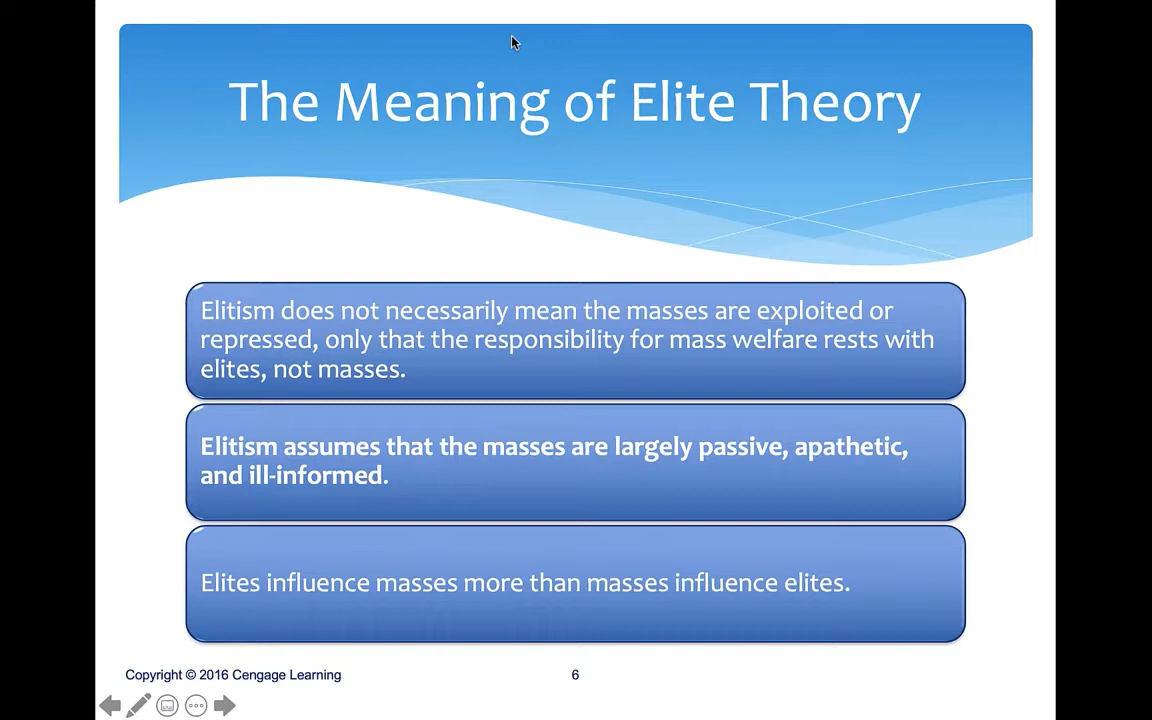 The Meaning of Elite Theory
Elitism does not necessarily mean the masses are exploited or
repressed, only that the responsibility for mass welfare rests with
elites, not masses.
Elitism assumes that the masses are largely passive, apathetic,
and ill-informed.
Elites influence masses more than masses influence elites.
Copyright © 2016 Cengage Learning
6